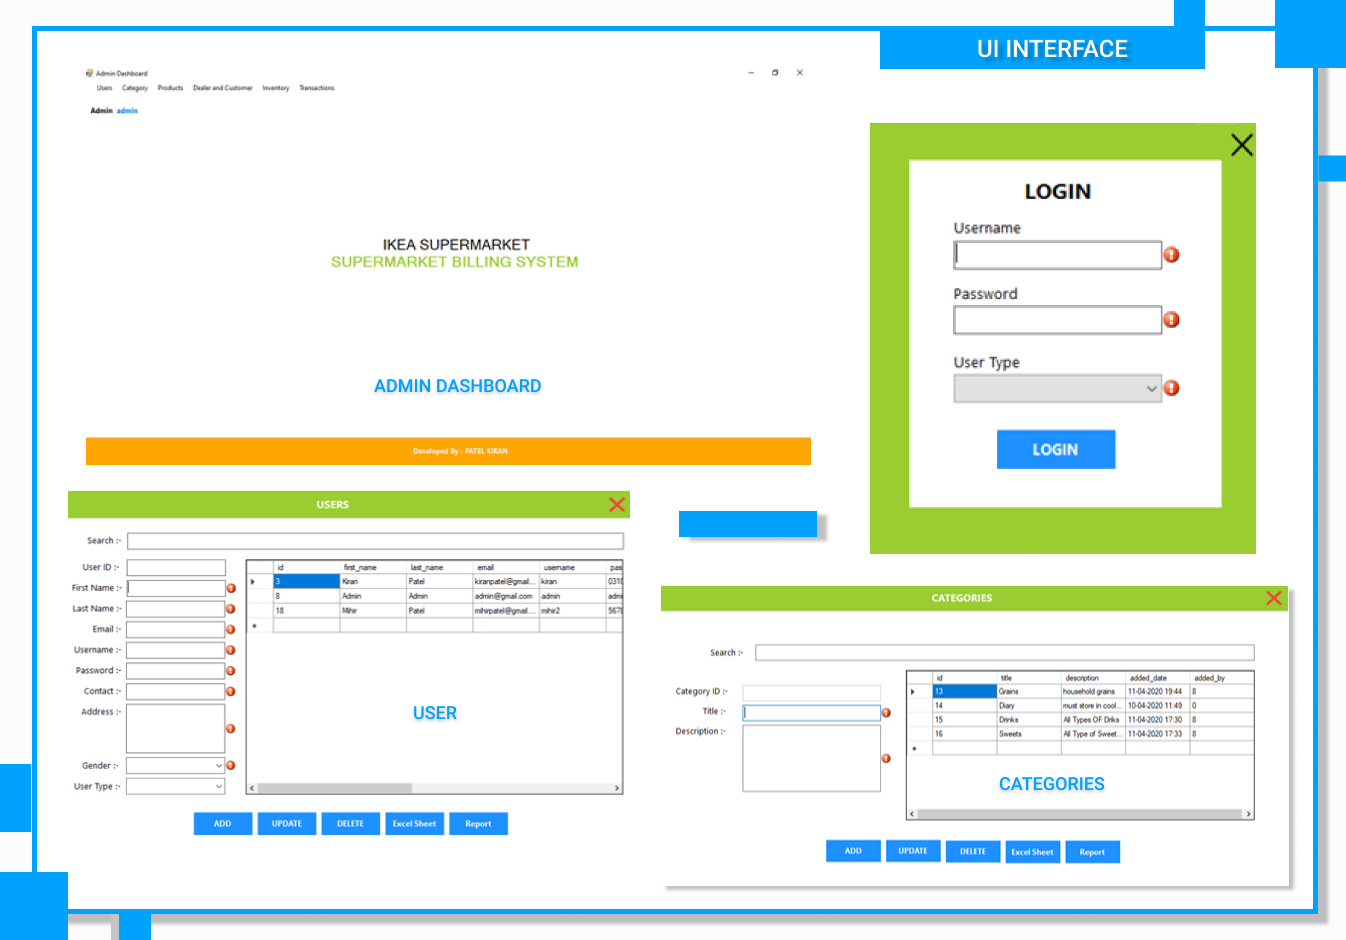 UI INTERFACE
Admin Dashboard
Users Category Products Dealer and Customer Inventory Transactions
Admin admin
IKEA SUPERMARKET
SUPERMARKET BILLING SYSTEM
ADMIN DASHBOARD
Developed By : PATEL KIRAN
LOGIN
Username
Password
User Type
LOGIN
USERS
Search :-
User ID :-
First Name :-
Last Name :-
Email :-
Username :-
Password :-
Contact :-
Address :-
Gender :-
User Type :-
id first_name last_name email username pas
3 Kiran Patel kiranpatel@gmail... kiran 0310
8 Admin Admin admin@gmail.com admin admi
18 Mihir Patel mihirpatel@gmail.... mihir2 5678
USER
ADD UPDATE DELETE Excel Sheet Report
CATEGORIES
Search :-
Category ID :-
Title :-
Description :-
id title description added_date added_by
13 Grains household grains 11-04-2020 19:44 8
14 Diary must store in cool... 10-04-2020 11:49 0
15 Drinks All Types OF Driks 11-04-2020 17:30 8
16 Sweets All Type of Sweet... 11-04-2020 17:33 8
CATEGORIES
ADD UPDATE DELETE Excel Sheet Report